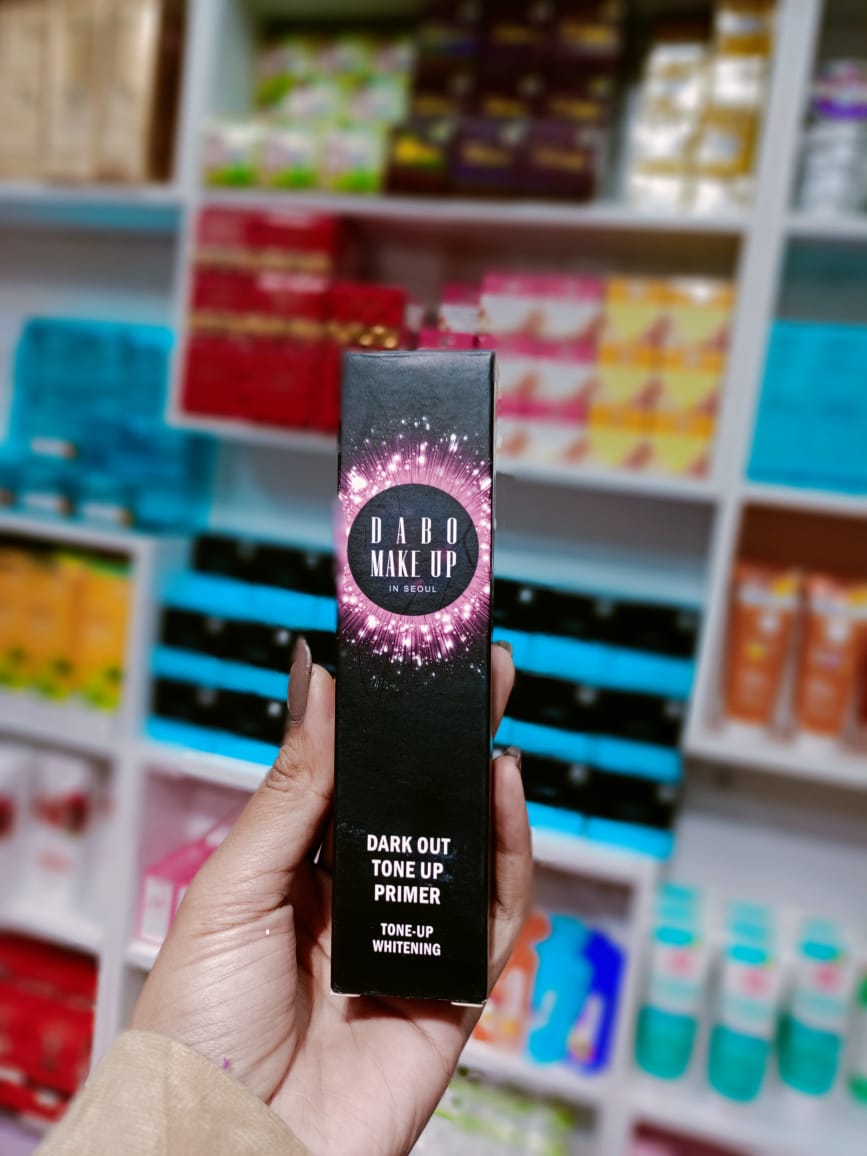 DABO
MAKE UP
IN SEOUL
DARK OUT
TONE UP
PRIMER
TONE-UP
WHITENING